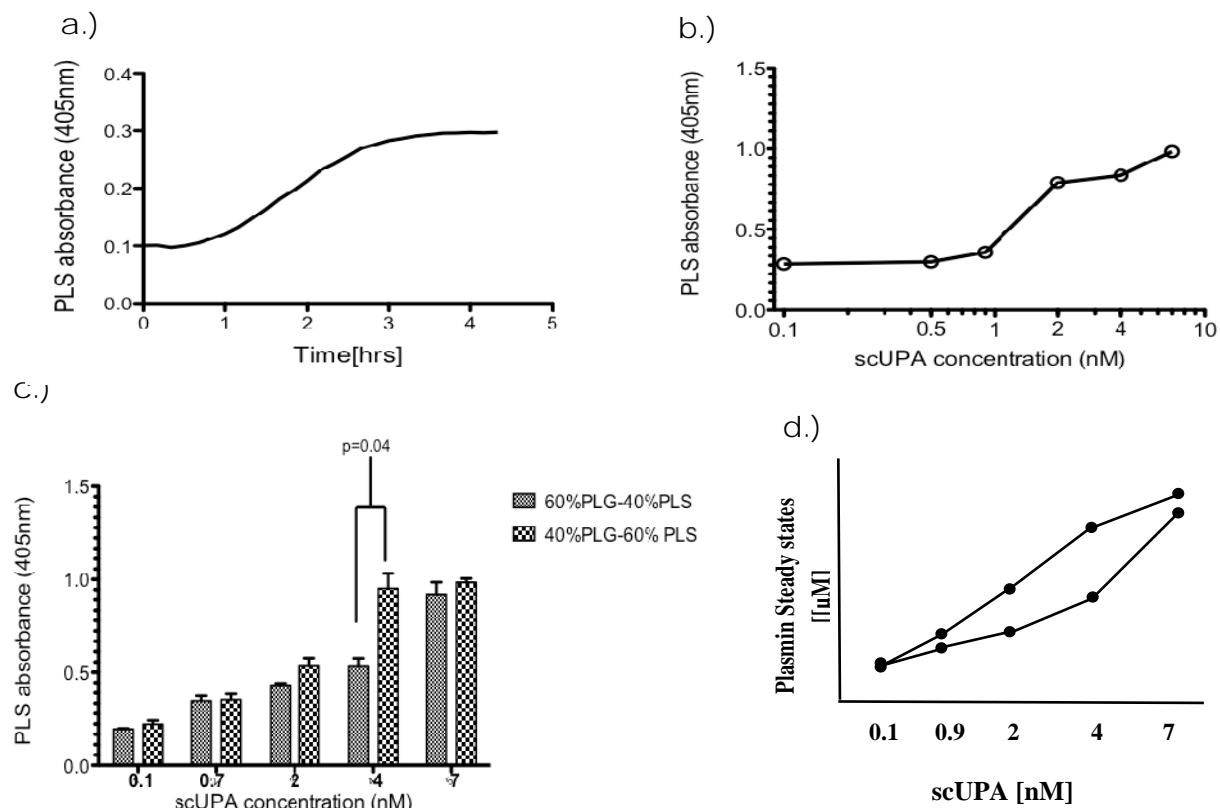 a.)
0.4
0.3
0.2
0.1
0.0
PLS absorbance (405nm)
0 1 2 3 4 5
Time[hrs]
b.)
1.5
1.0
0.5
0.0
PLS absorbance (405nm)
0.1 0.5 1 2 4 10
scUPA concentration (nM)
c.)
p=0.04
1.5
1.0
0.5
0.0
PLS absorbance (405nm)
60%PLG-40%PLS
40%PLG-60% PLS
0.1 0.7 2 4 7
scUPA concentration (nM)
d.)
Plasmin Steady states
[[uM]
0.1 0.9 2 4 7
scUPA [nM]